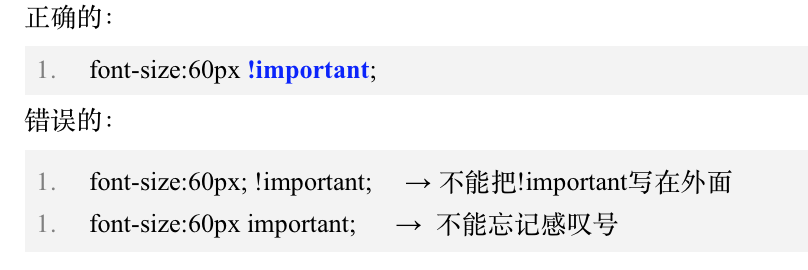 正确的：
1. font-size:60px !important;
错误的：
1. font-size:60px; !important; → 不能把!important写在外面
1. font-size:60px important; → 不能忘记感叹号